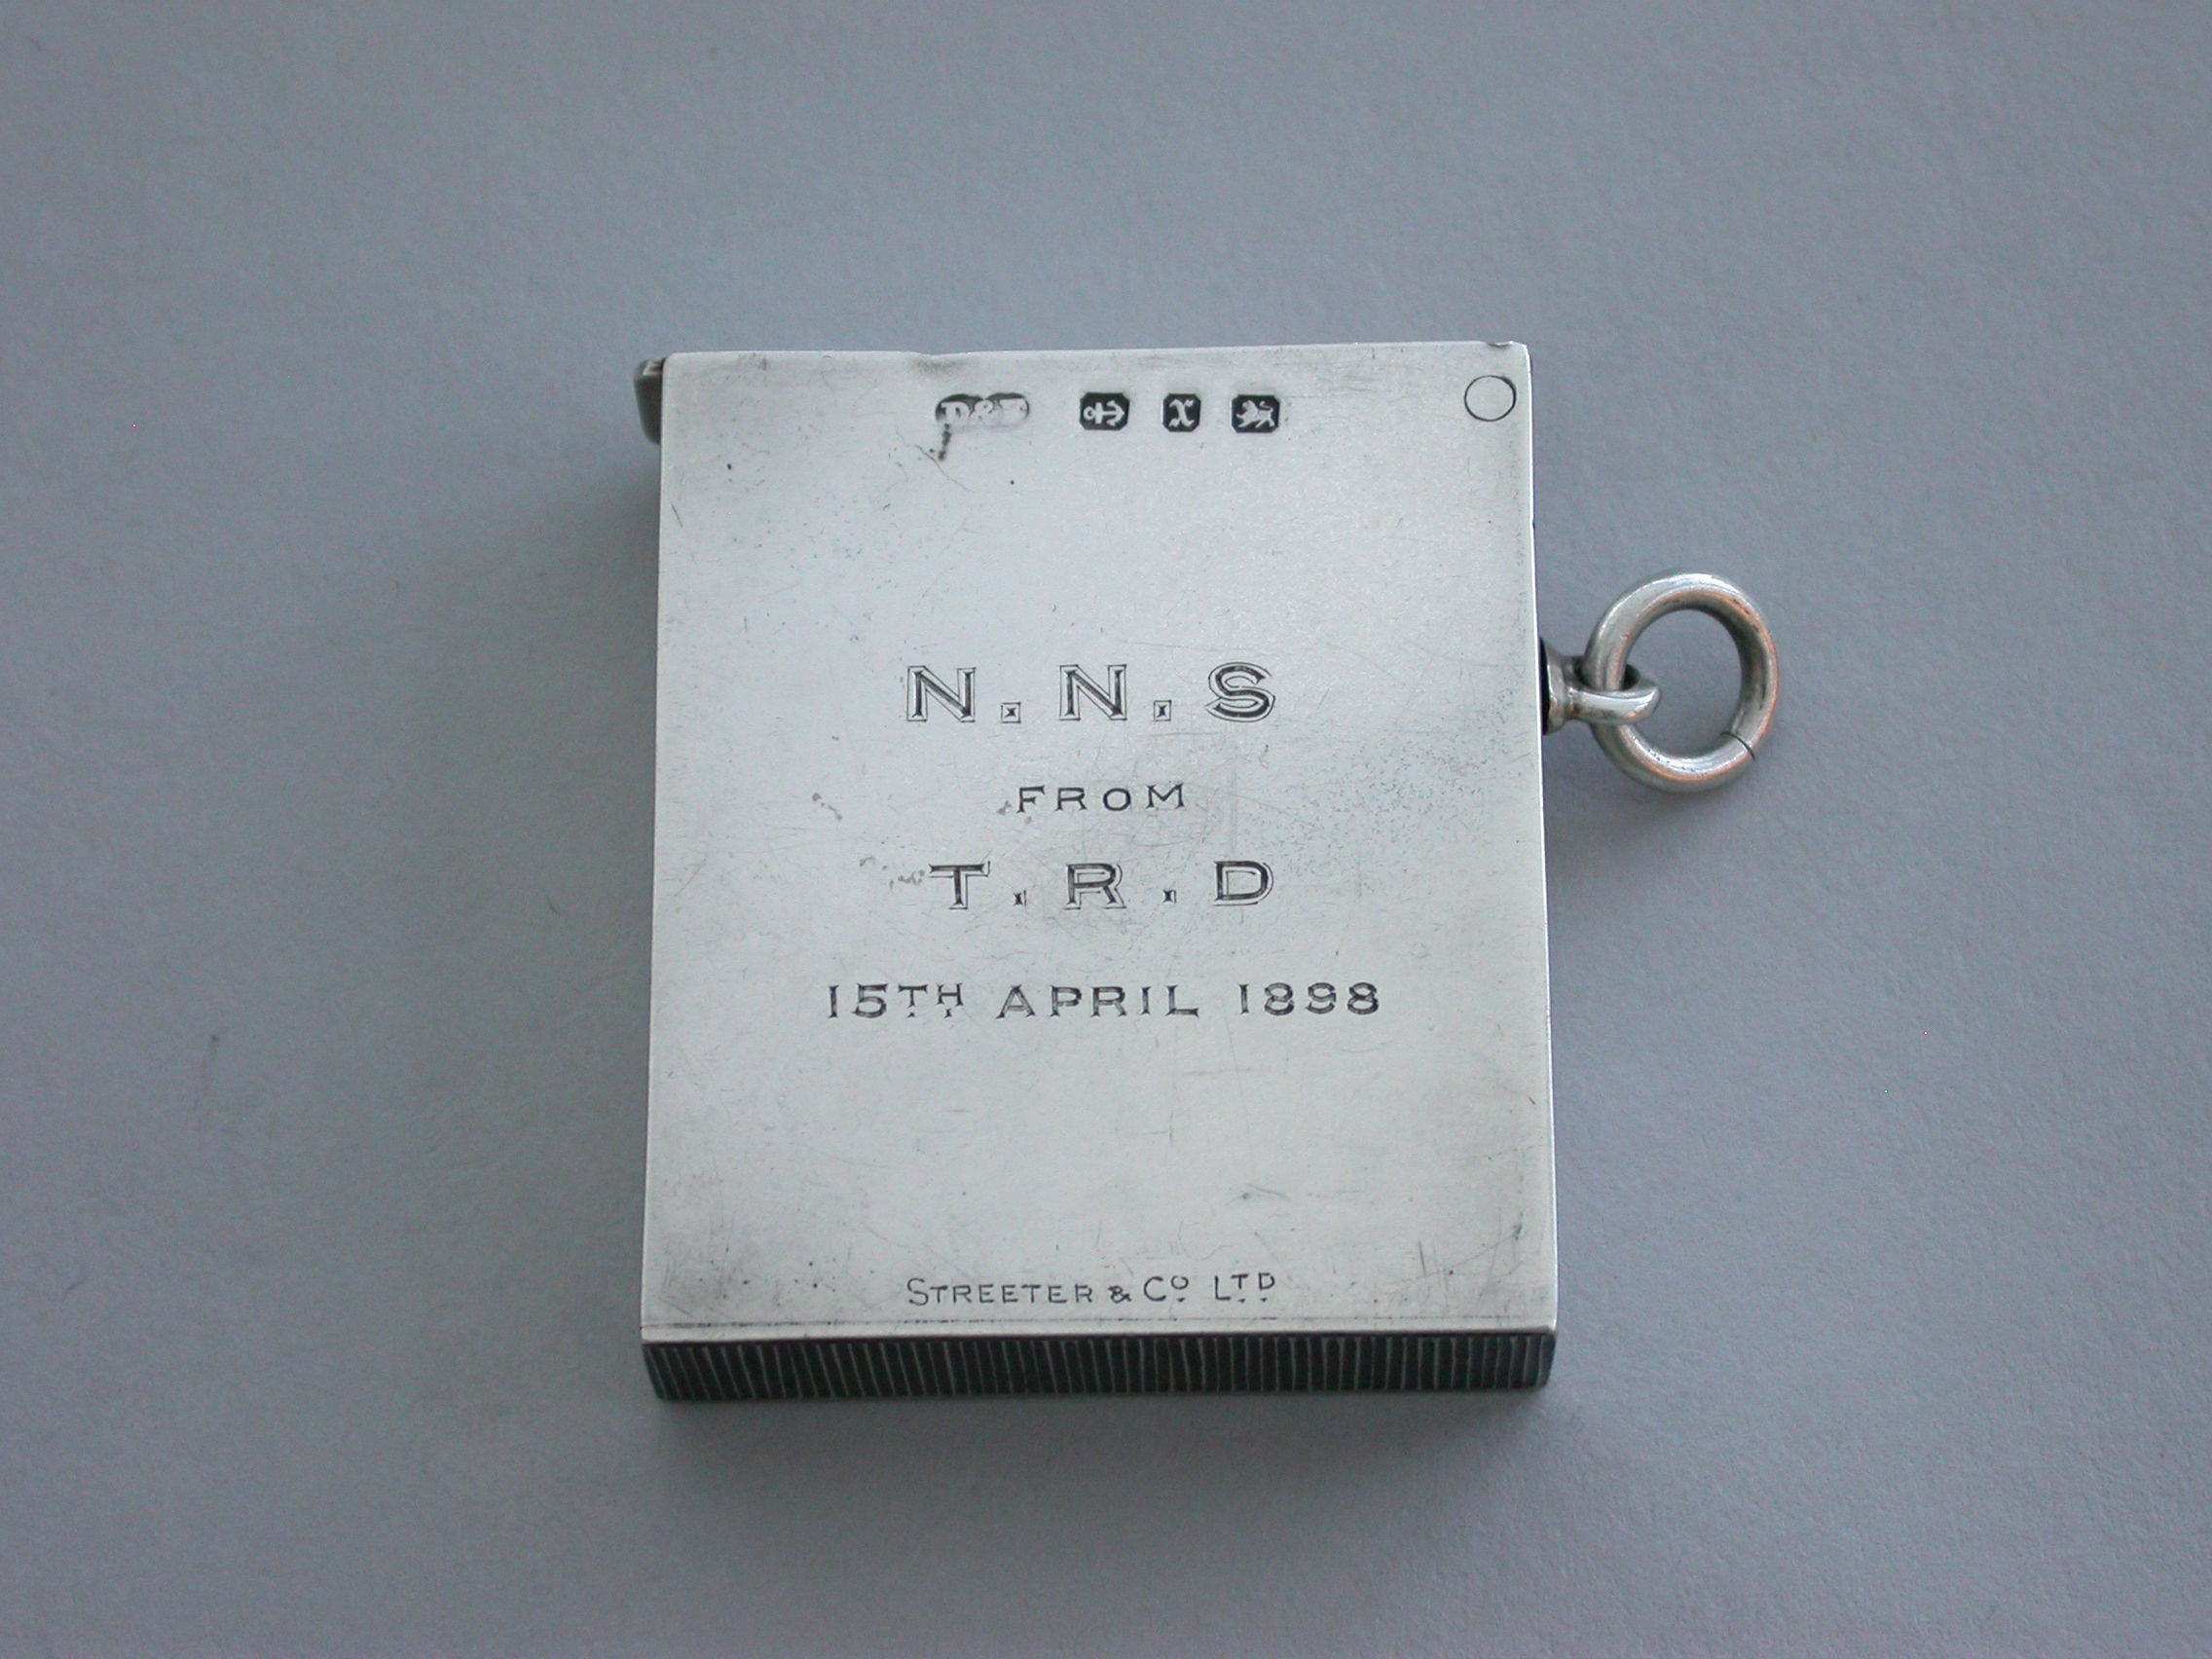 D&F x
N.N.S
FROM
T.R.D
15TH APRIL 1898
STREETER & CO LTD